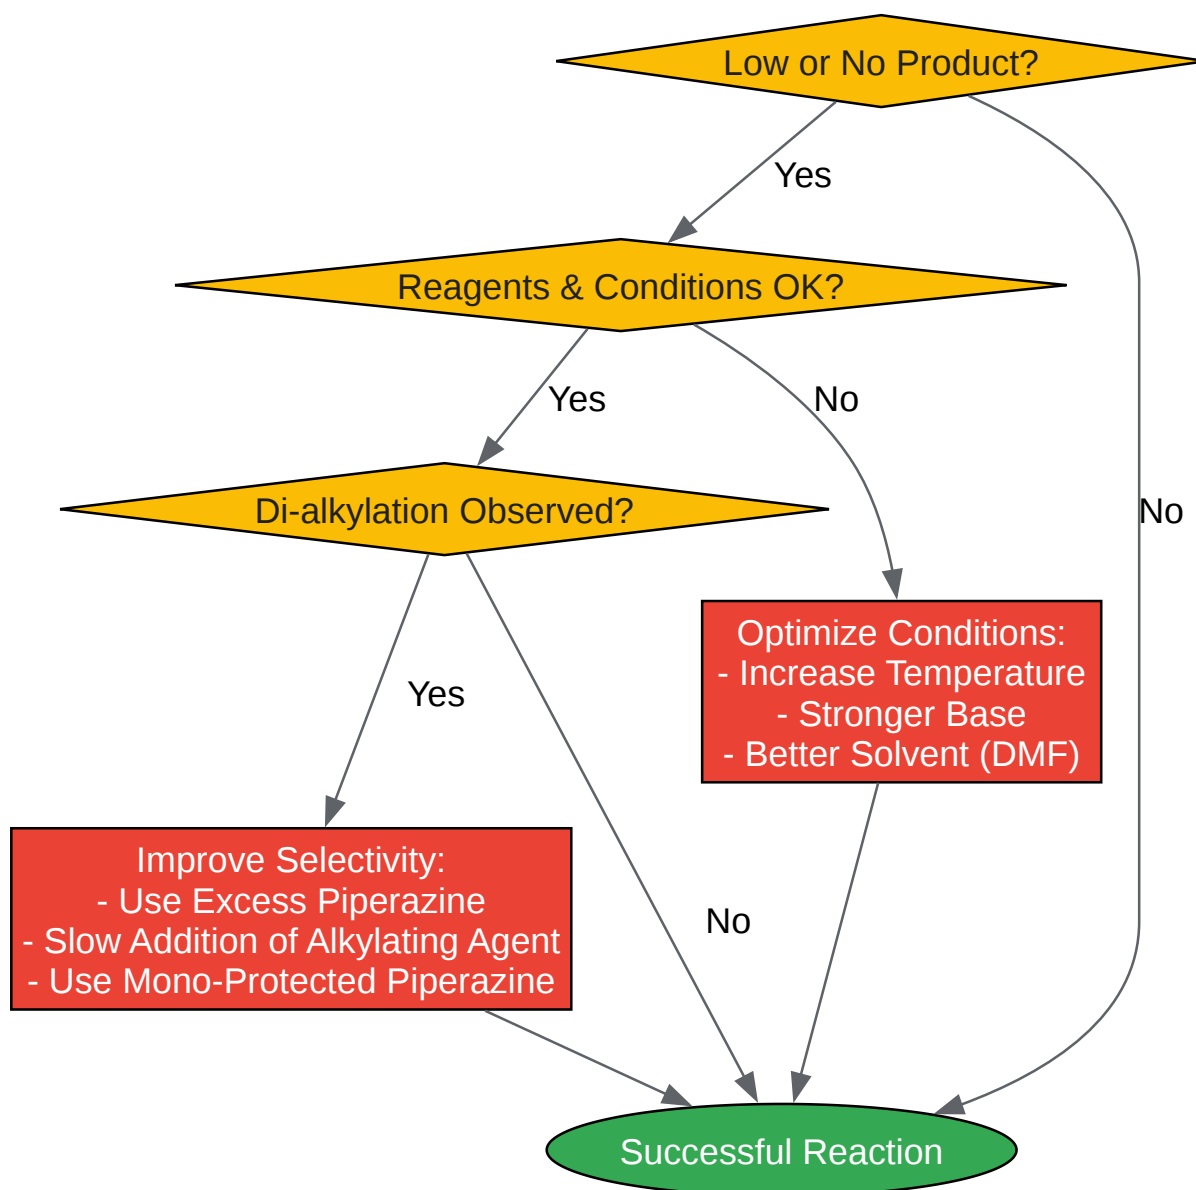 Low or No Product?
Yes
Reagents & Conditions OK?
Yes
No
Di-alkylation Observed?
No
Optimize Conditions:
- Increase Temperature
- Stronger Base
- Better Solvent (DMF)
Yes
Improve Selectivity:
- Use Excess Piperazine
- Slow Addition of Alkylating Agent
- Use Mono-Protected Piperazine
No
Successful Reaction